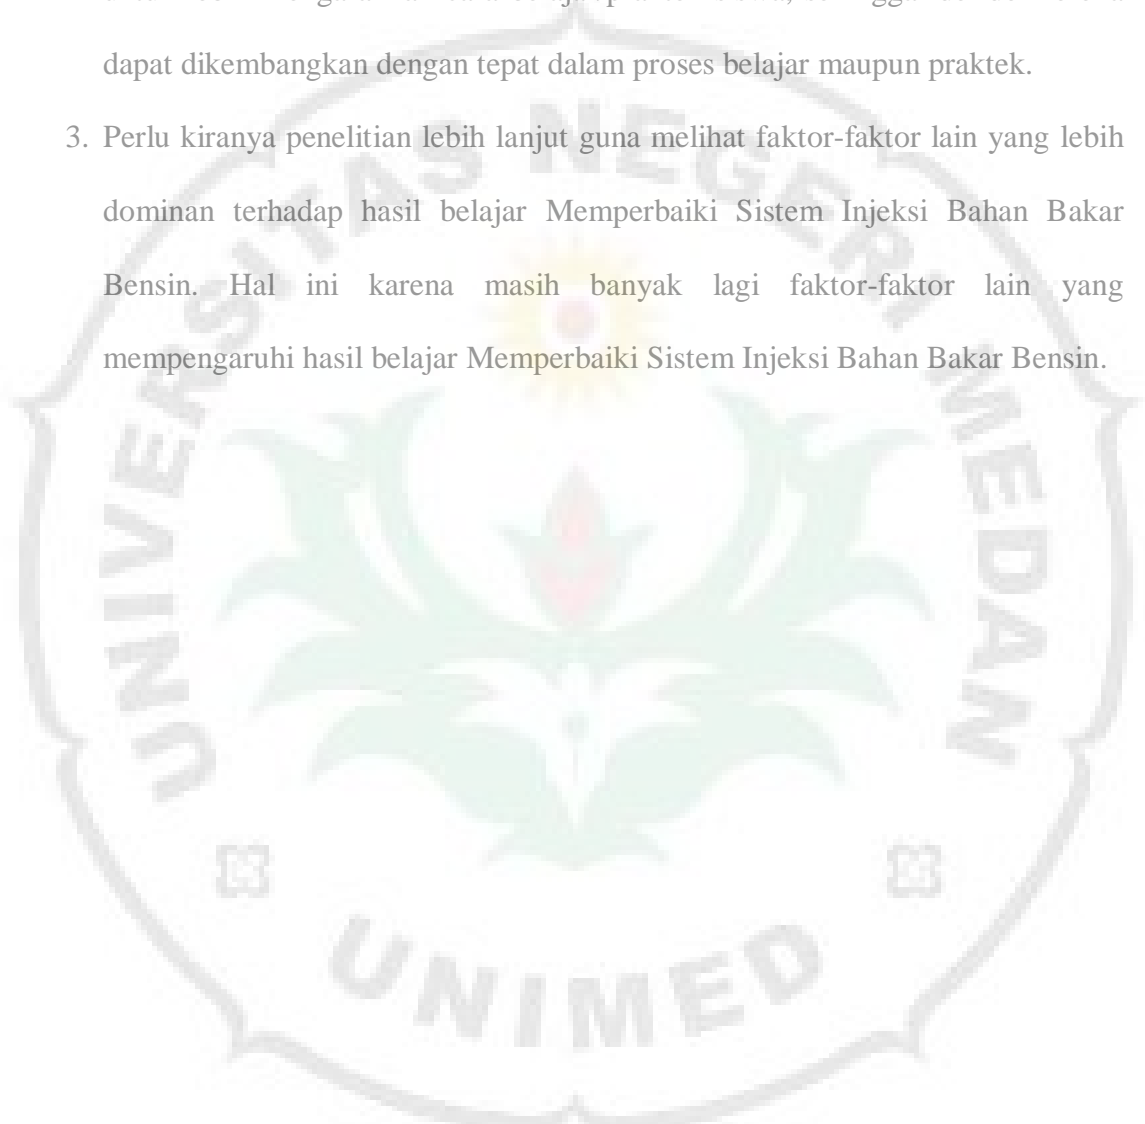 dapat dikembangkan dengan tepat dalam proses belajar maupun praktek.
3. Perlu kiranya penelitian lebih lanjut guna melihat faktor-faktor lain yang lebih
dominan terhadap hasil belajar Memperbaiki Sistem Injeksi Bahan Bakar
Bensin. Hal ini karena masih banyak lagi faktor-faktor lain yang
mempengaruhi hasil belajar Memperbaiki Sistem Injeksi Bahan Bakar Bensin.
UNIVERSITAS NEGERI MEDAN
UNIMED